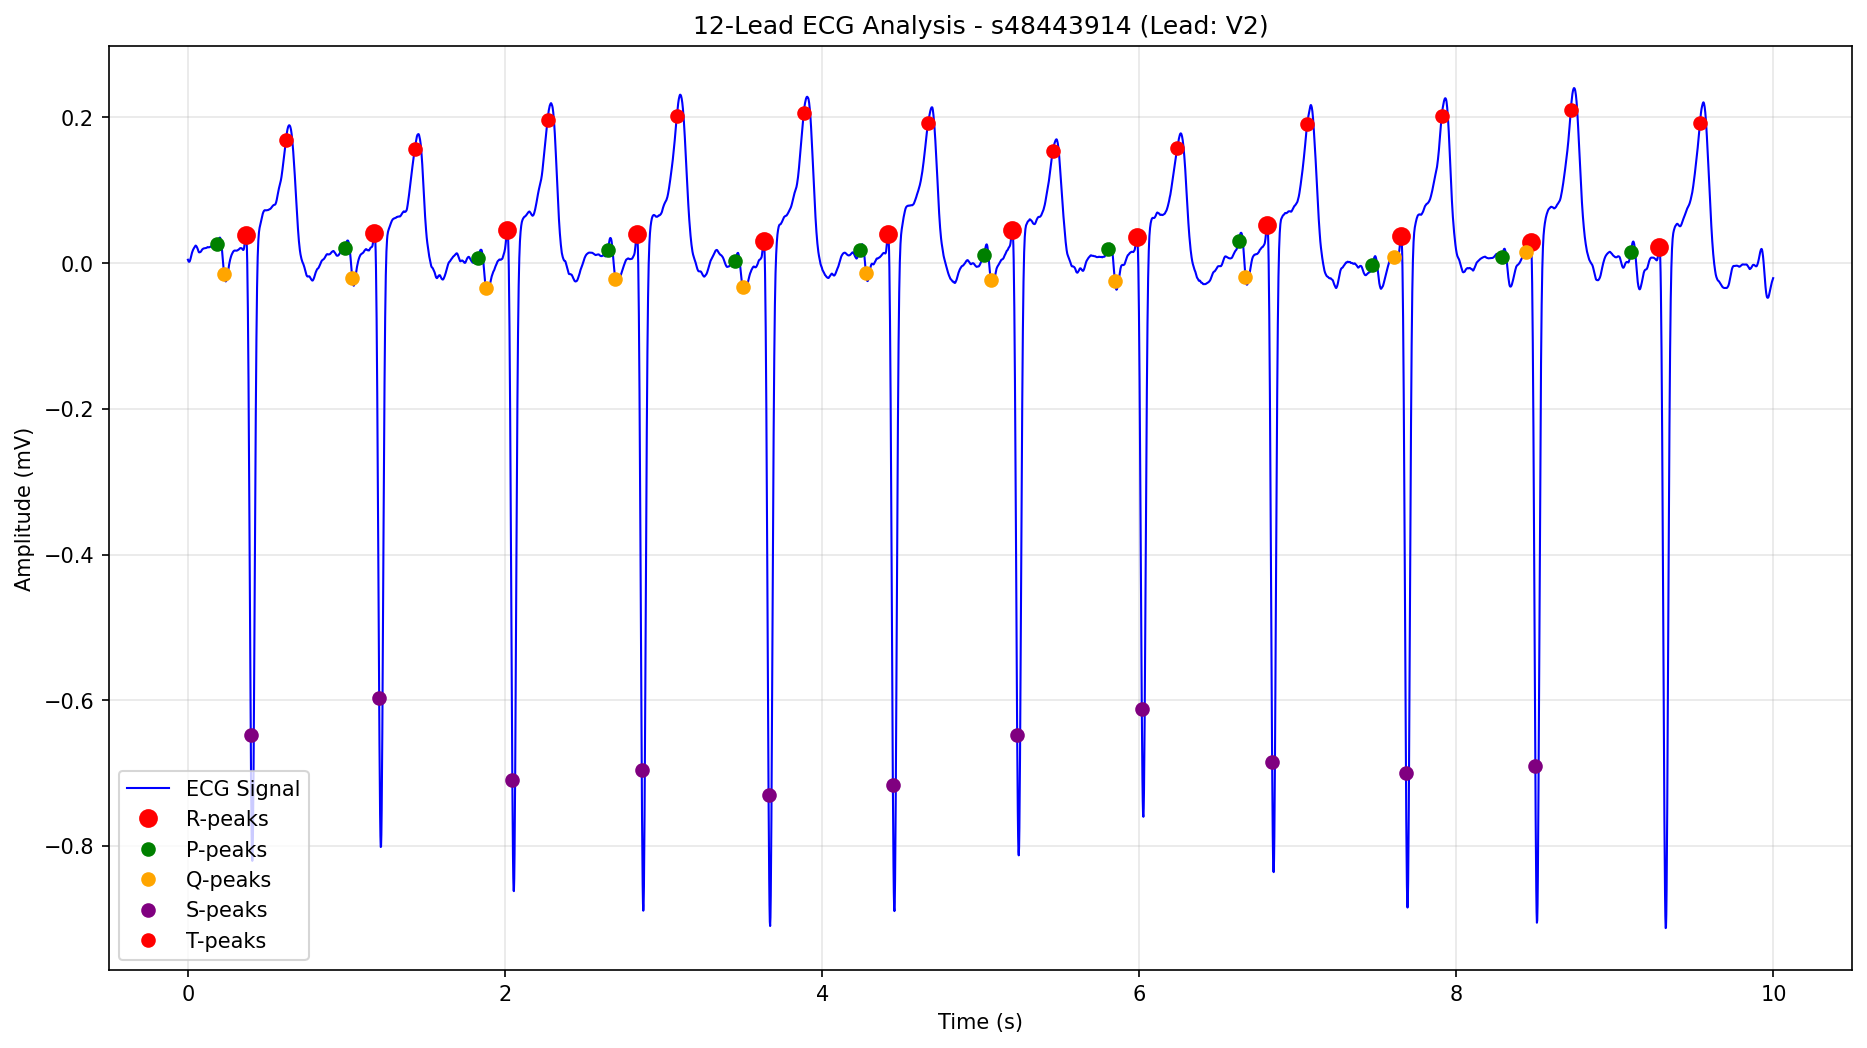 12-Lead ECG Analysis - s48443914 (Lead: V2)
Amplitude (mV)
0.2
0.0
−0.2
−0.4
−0.6
−0.8
ECG Signal
R-peaks
P-peaks
Q-peaks
S-peaks
T-peaks
0 2 4 6 8 10
Time (s)